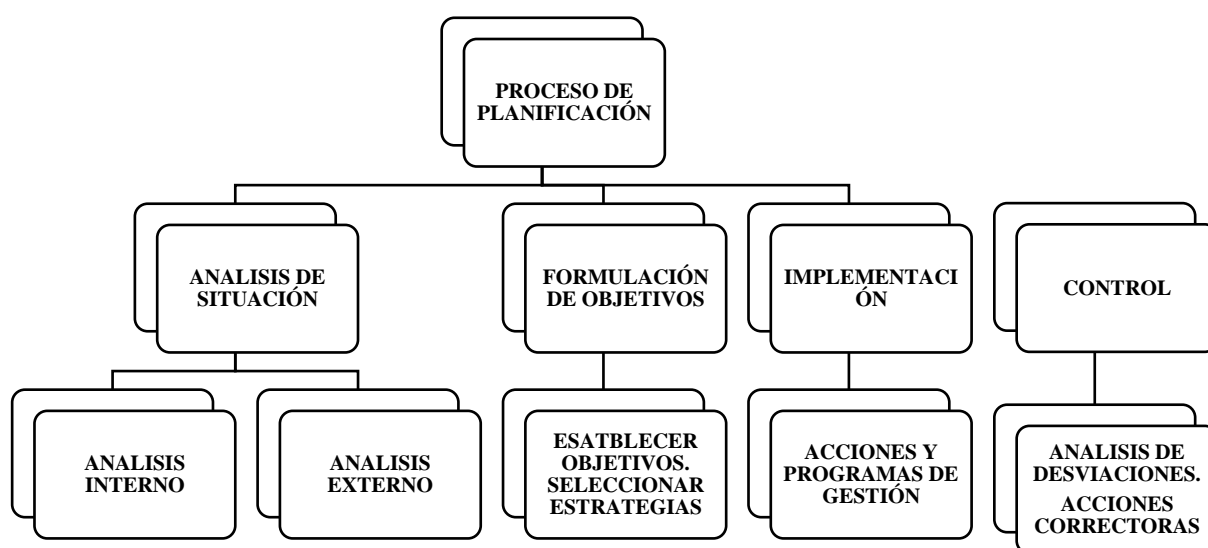 PROCESO DE
PLANIFICACIÓN
ANALISIS DE
SITUACIÓN
FORMULACIÓN
DE OBJETIVOS
IMPLEMENTACI
ÓN
CONTROL
ANALISIS
INTERNO
ANALISIS
EXTERNO
ESATBLECER
OBJETIVOS.
SELECCIONAR
ESTRATEGIAS
ACCIONES Y
PROGRAMAS DE
GESTIÓN
ANALISIS DE
DESVIACIONES.
ACCIONES
CORRECTORAS